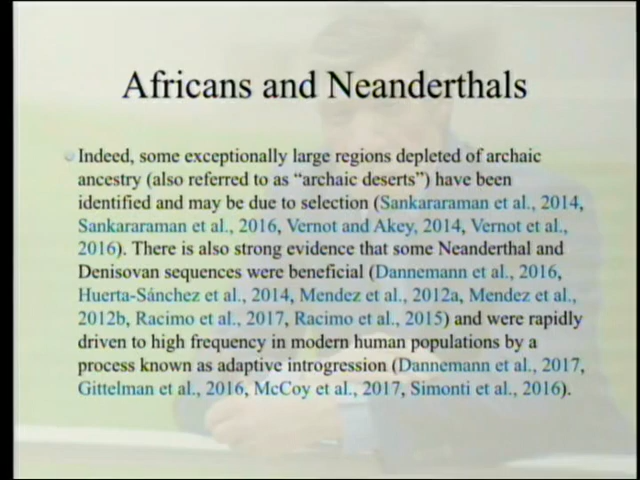 Africans and Neanderthals
Indeed, some exceptionally large regions depleted of archaic
ancestry (also referred to as “archaic deserts”) have been
identified and may be due to selection (Sankararaman et al., 2014,
Sankararaman et al., 2016, Vernot and Akey, 2014, Vernot et al.,
2016). There is also strong evidence that some Neanderthal and
Denisovan sequences were beneficial (Dannemann et al., 2016,
Huerta-Sánchez et al., 2014, Mendez et al., 2012a, Mendez et al.,
2012b, Racimo et al., 2017, Racimo et al., 2015) and were rapidly
driven to high frequency in modern human populations by a
process known as adaptive introgression (Dannemann et al., 2017,
Gittelman et al., 2016, McCoy et al., 2017, Simonti et al., 2016).